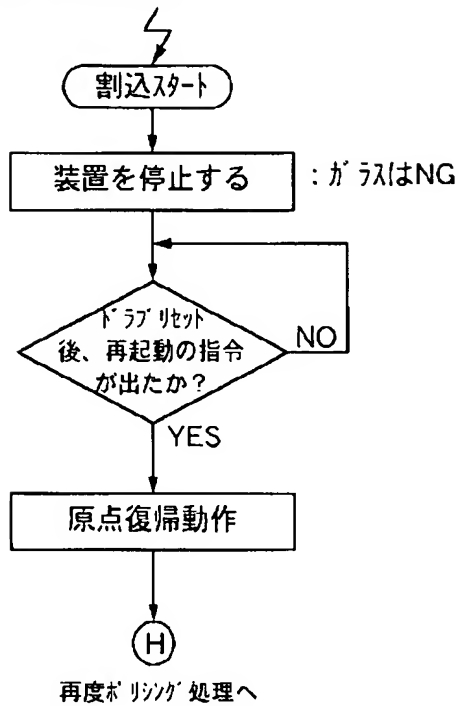 割込スタート
装置を停止する
:ガラスはNG
ドラブリセット
後、再起動の指令
が出たか?
NO
YES
原点復帰動作
H
再度ポリシング処理へ